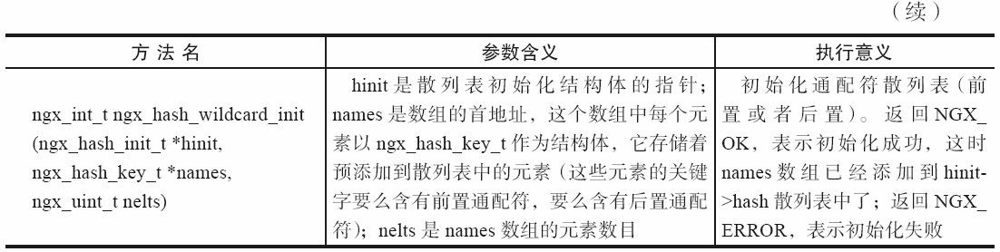 （续）
方 法 名
参数含义
执行意义
ngx_int_t ngx_hash_wildcard_init
(ngx_hash_init_t *hinit,
ngx_hash_key_t *names,
ngx_uint_t nelts)
hinit 是散列表初始化结构体的指针；
names 是数组的首地址，这个数组中每个元
素以 ngx_hash_key_t 作为结构体，它存储着
预添加到散列表中的元素（这些元素的关键
字要么含有前置通配符，要么含有后置通配
符）；nelts 是 names 数组的元素数目
初始化通配符散列表（前
置或者后置）。返回 NGX_
OK，表示初始化成功，这时
names 数组已经添加到 hinit-
>hash 散列表中了；返回 NGX_
ERROR，表示初始化失败